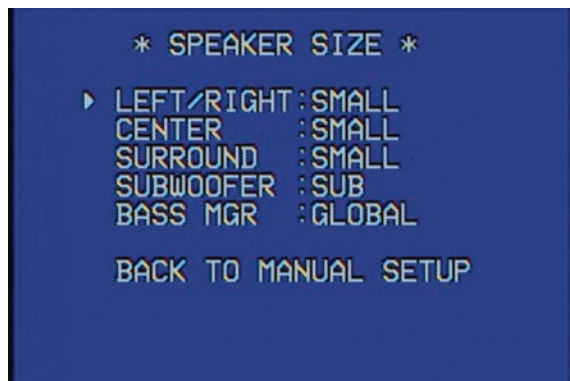 * SPEAKER SIZE *
LEFT/RIGHT:SMALL
CENTER :SMALL
SURROUND :SMALL
SUBWOOFER :SUB
BASS MGR :GLOBAL
BACK TO MANUAL SETUP